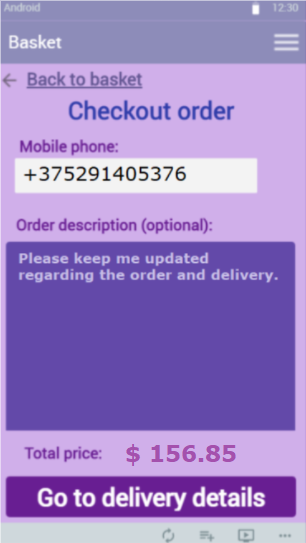 Android 12:30
Basket
Back to basket
Checkout order
Mobile phone:
+375291405376
Order description (optional):
Please keep me updated
regarding the order and delivery.
Total price: $ 156.85
Go to delivery details